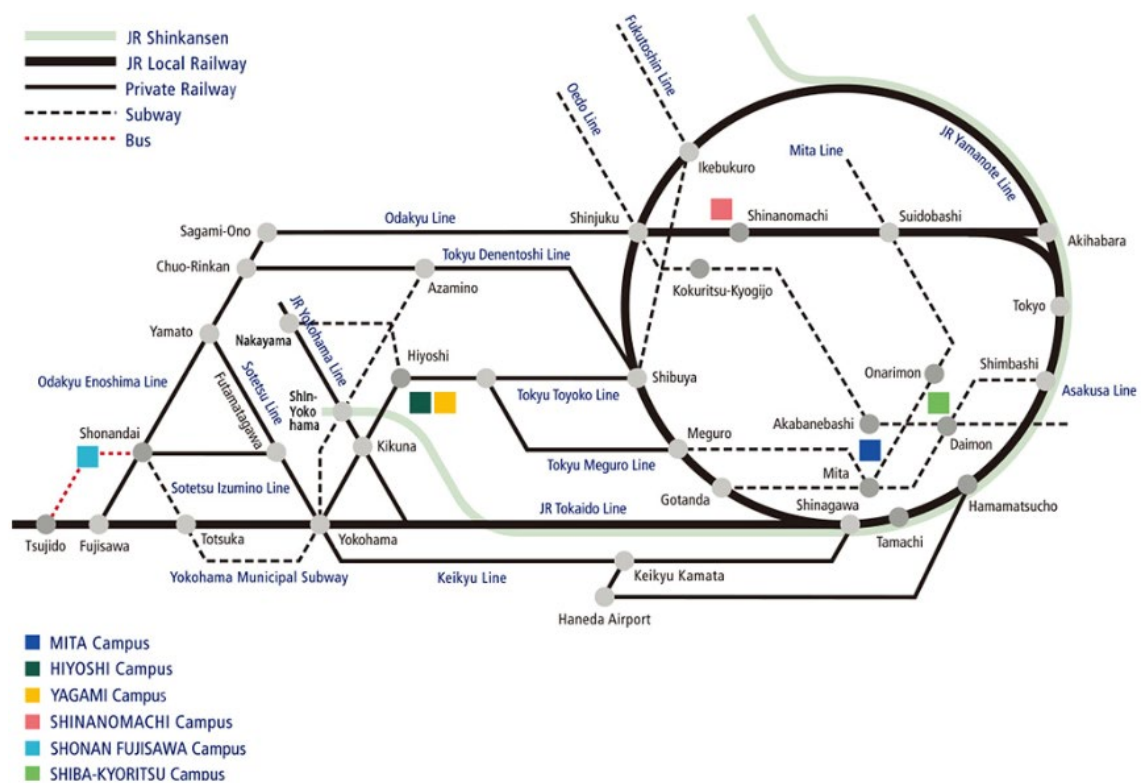 JR Shinkansen
JR Local Railway
Private Railway
Subway
Bus
Fukutoshin Line
Oedo Line
Mita Line
JR Yamanote Line
Ikebukuro
Odakyu Line
Shinjuku
Shinanomachi
Suidobashi
Akihabara
Sagami-Ono
Chuo-Rinkan
Tokyu Denentoshi Line
Azamino
Kokuritsu-Kyogijo
Tokyo
JR Yokohama Line
Yamato
Nakayama
Hiyoshi
Shimbashi
Odakyu Enoshima Line
Sotetsu Line
Futamatagawa
Shin-
Yoko
hama
Tokyu Toyoko Line
Shibuya
Onarimon
Asakusa Line
Shonandai
Kikuna
Meguro
Akabanebashi
Daimon
Tokyu Meguro Line
Mita
Sotetsu Izumino Line
Gotanda
Shinagawa
Hamamatsucho
JR Tokaido Line
Tsujido
Fujisawa
Totsuka
Yokohama
Tamachi
Yokohama Municipal Subway
Keikyu Line
Keikyu Kamata
Haneda Airport
MITA Campus
HIYOSHI Campus
YAGAMI Campus
SHINANOMACHI Campus
SHONAN FUJISAWA Campus
SHIBA-KYORITSU Campus